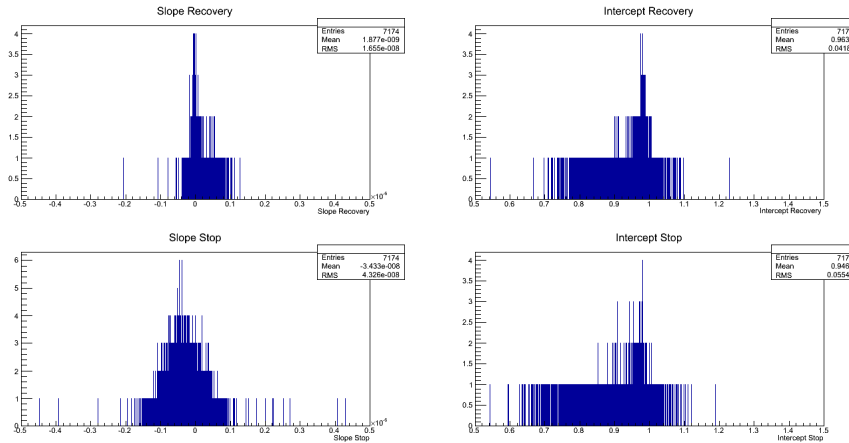 Slope Recovery
Entries 7174
Mean 1.877e-009
RMS 1.655e-008
4
3.5
3
2.5
2
1.5
1
0.5
0
-0.5 -0.4 -0.3 -0.2 -0.1 0 0.1 0.2 0.3 0.4 0.5
×10⁻⁶
Slope Recovery
Intercept Recovery
Entries 717
Mean 0.963
RMS 0.0418
4
3.5
3
2.5
2
1.5
1
0.5
0
0.5 0.6 0.7 0.8 0.9 1 1.1 1.2 1.3 1.4 1.5
Intercept Recovery
Slope Stop
Entries 7174
Mean -3.433e-008
RMS 4.326e-008
6
5
4
3
2
1
0
-0.5 -0.4 -0.3 -0.2 -0.1 0 0.1 0.2 0.3 0.4 0.5
×10⁻⁶
Slope Stop
Intercept Stop
Entries 717
Mean 0.946
RMS 0.0554
4
3.5
3
2.5
2
1.5
1
0.5
0
0.5 0.6 0.7 0.8 0.9 1 1.1 1.2 1.3 1.4 1.5
Intercept Stop